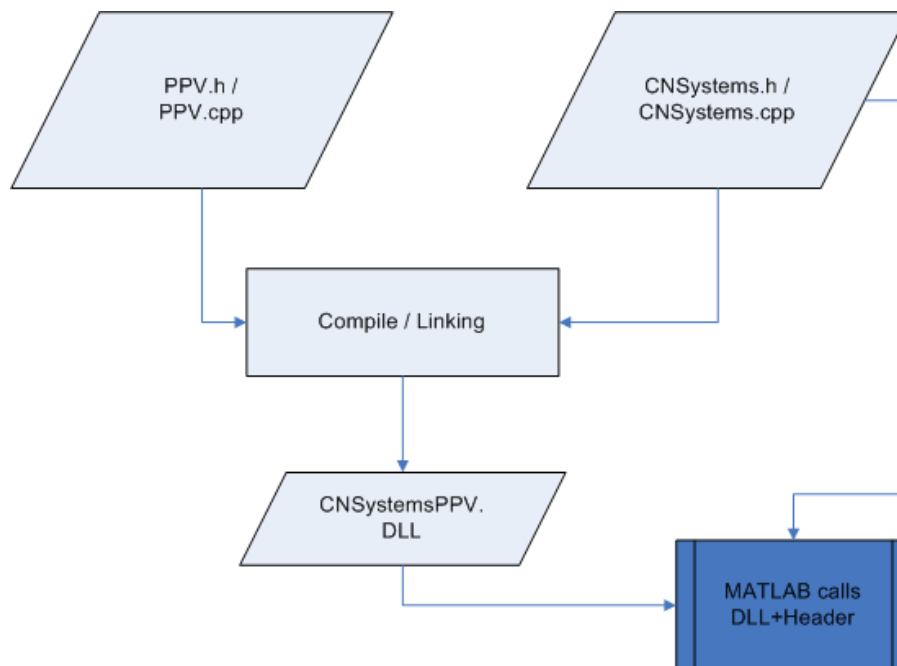 PPV.h /
PPV.cpp
CNSystems.h /
CNSystems.cpp
Compile / Linking
CNSystemsPPV.
DLL
MATLAB calls
DLL+Header